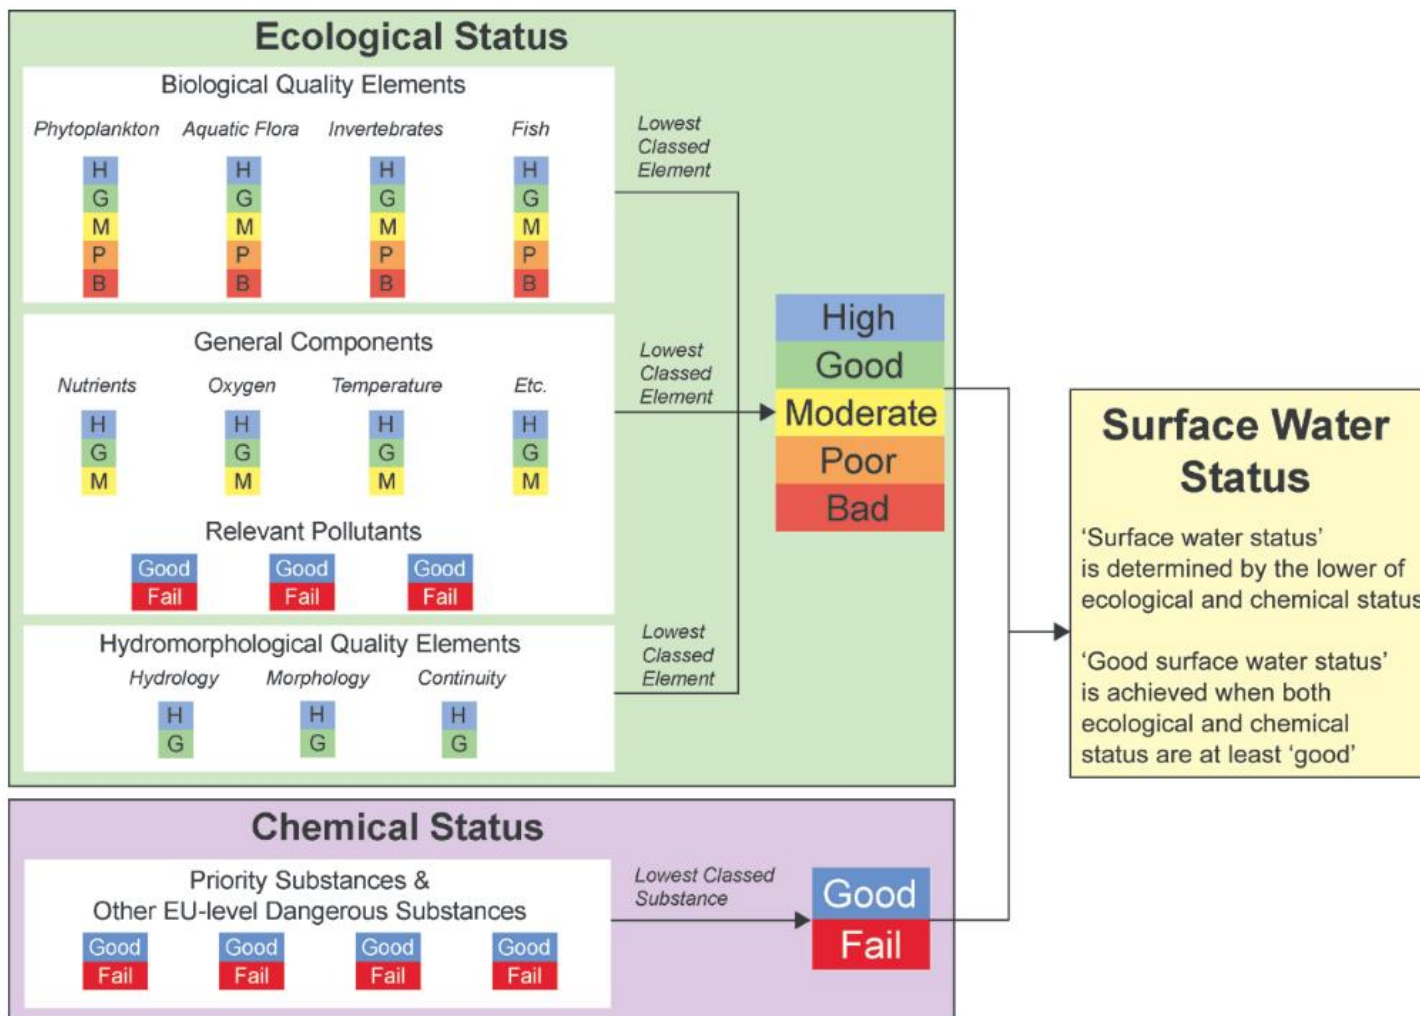 Ecological Status
Biological Quality Elements
Phytoplankton Aquatic Flora Invertebrates Fish
H H H H
G G G G
M M M M
P P P P
B B B B
Lowest
Classed
Element
General Components
Nutrients Oxygen Temperature Etc.
H H H H
G G G G
M M M M
Relevant Pollutants
Good Good Good
Fail Fail Fail
Lowest
Classed
Element
Hydromorphological Quality Elements
Hydrology Morphology Continuity
H H H
G G G
Lowest
Classed
Element
High
Good
Moderate
Poor
Bad
Chemical Status
Priority Substances &
Other EU-level Dangerous Substances
Good Good Good Good
Fail Fail Fail Fail
Lowest Classed
Substance
Good
Fail
Surface Water
Status
‘Surface water status’
is determined by the lower of
ecological and chemical status
‘Good surface water status’
is achieved when both
ecological and chemical
status are at least ‘good’